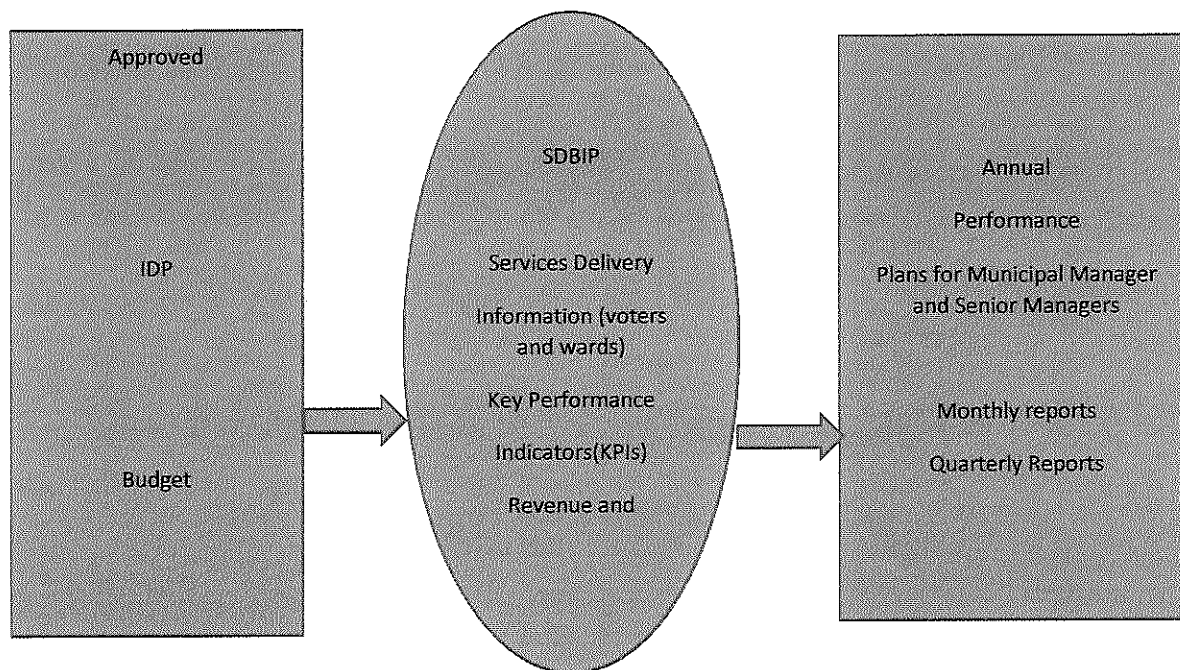 Approved
IDP
Budget
SDBIP
Services Delivery
Information (voters
and wards)
Key Performance
Indicators(KPIs)
Revenue and
Annual
Performance
Plans for Municipal Manager
and Senior Managers
Monthly reports
Quarterly Reports